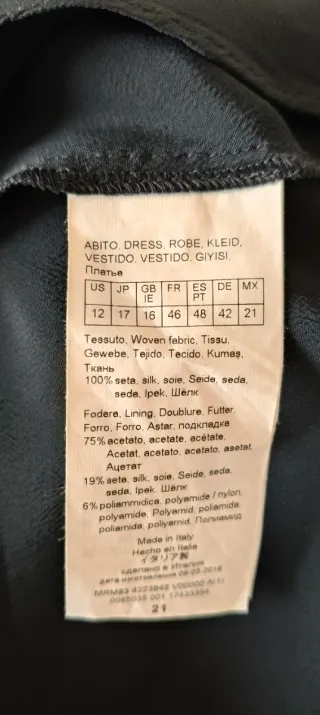 ABITO, DRESS, ROBE, KLEID,
VESTIDO, VESTIDO, GIYISI,
Платье
US JP GB IE FR ES PT DE MX
12 17 16 46 48 42 21
Tessuto, Woven fabric, Tissu,
Gewebe, Tejido, Tecido, Kumaş,
Ткань
100% seta, silk, soie, Seide, seda,
seda, Ipek, Шёлк
Fodera, Lining, Doublure, Futter,
Forro, Forro, Astar, подкладка
75% acetato, acetate, acétate,
Acetat, acetato, acetato, asetat,
Ацетат
19% seta, silk, soie, Seide, seda,
seda, Ipek, Шёлк
6% poliammidica, polyamide / nylon,
polyamide, Polyamid, poliamida,
poliamida, poliyamid, Полиамид
Made in Italy
Hecho en Italia
イタリア製
сделано в Италии
дата изготовления
21